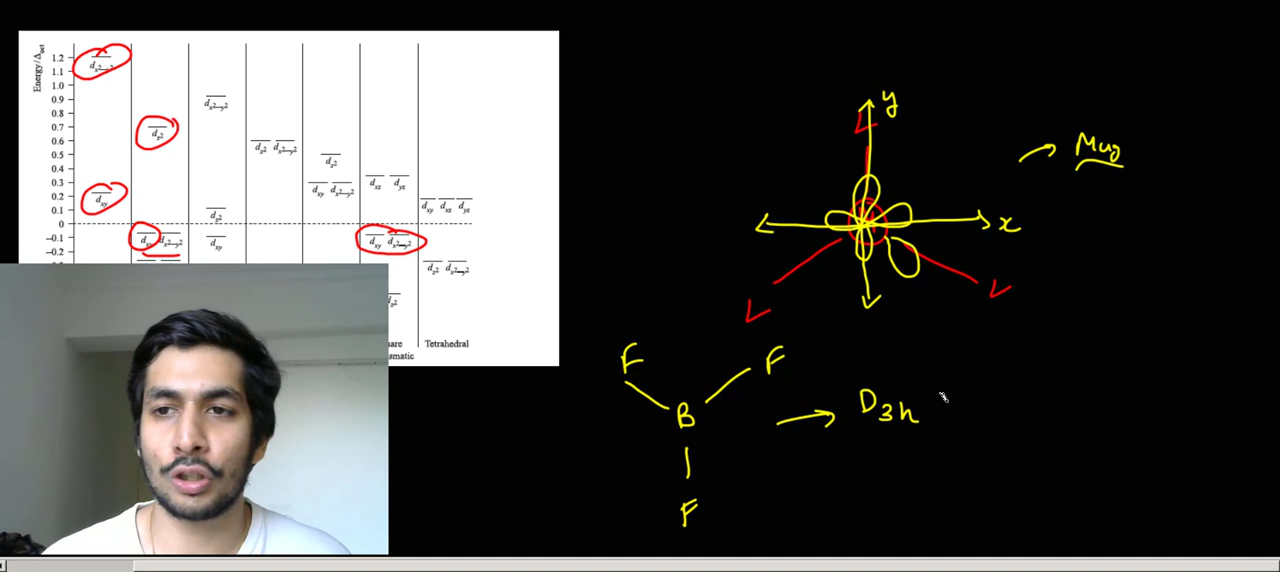 Energy/Δoct
1.2
1.1
1.0
0.9
0.8
0.7
0.6
0.5
0.4
0.3
0.2
0.1
0
−0.1
−0.2
dx²−y²
dxy
dz²
dxy dx²−y²
dx²−y²
dz²
dxy
dz² dx²−y²
dz²
dxy dx²−y²
dxz dyz
dxy dx²−y²
dxy dxz dyz
dz² dx²−y²
Tetrahedral
y
x
Mug
F F
B
F
D3h